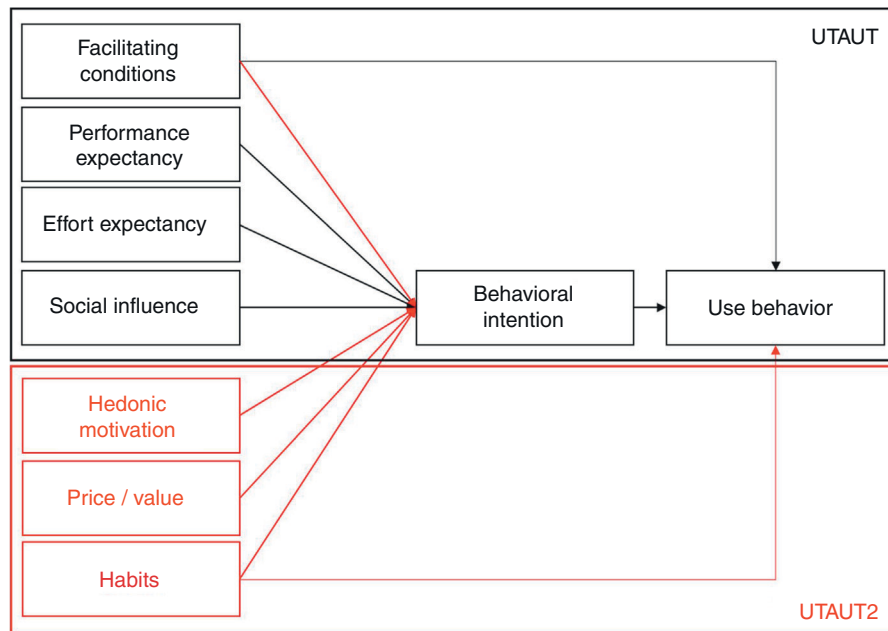 UTAUT
Facilitating
conditions
Performance
expectancy
Effort expectancy
Social influence
Behavioral
intention
Use behavior
Hedonic
motivation
Price / value
Habits
UTAUT2